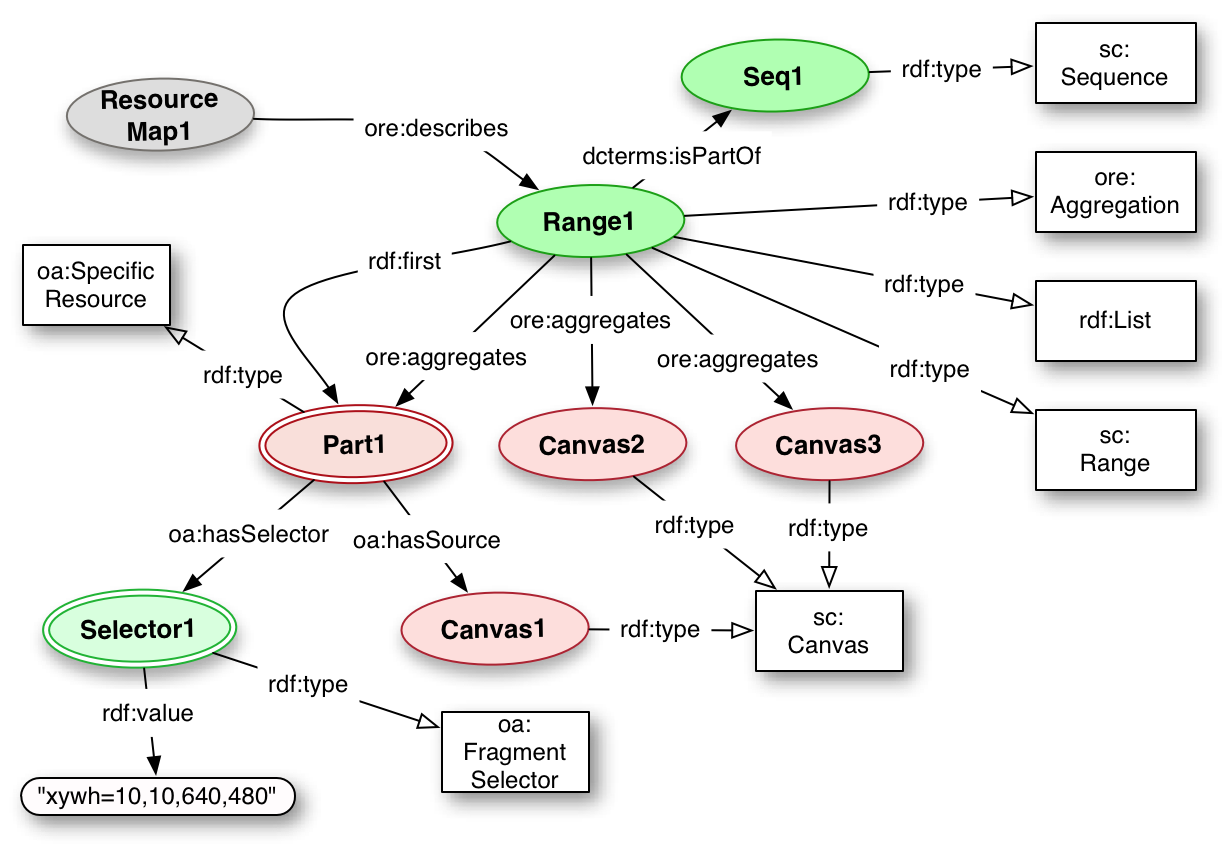 sc:
Sequence
Seq1
rdf:type
Resource
Map1
ore:describes
dcterms:isPartOf
ore:
Aggregation
rdf:type
Range1
rdf:first
oa:Specific
Resource
rdf:type
rdf:List
ore:aggregates
ore:aggregates
ore:aggregates
rdf:type
rdf:type
sc:
Range
Part1
Canvas2
Canvas3
oa:hasSelector
oa:hasSource
rdf:type
rdf:type
Selector1
Canvas1
rdf:type
sc:
Canvas
rdf:type
rdf:value
oa:
Fragment
Selector
"xywh=10,10,640,480"